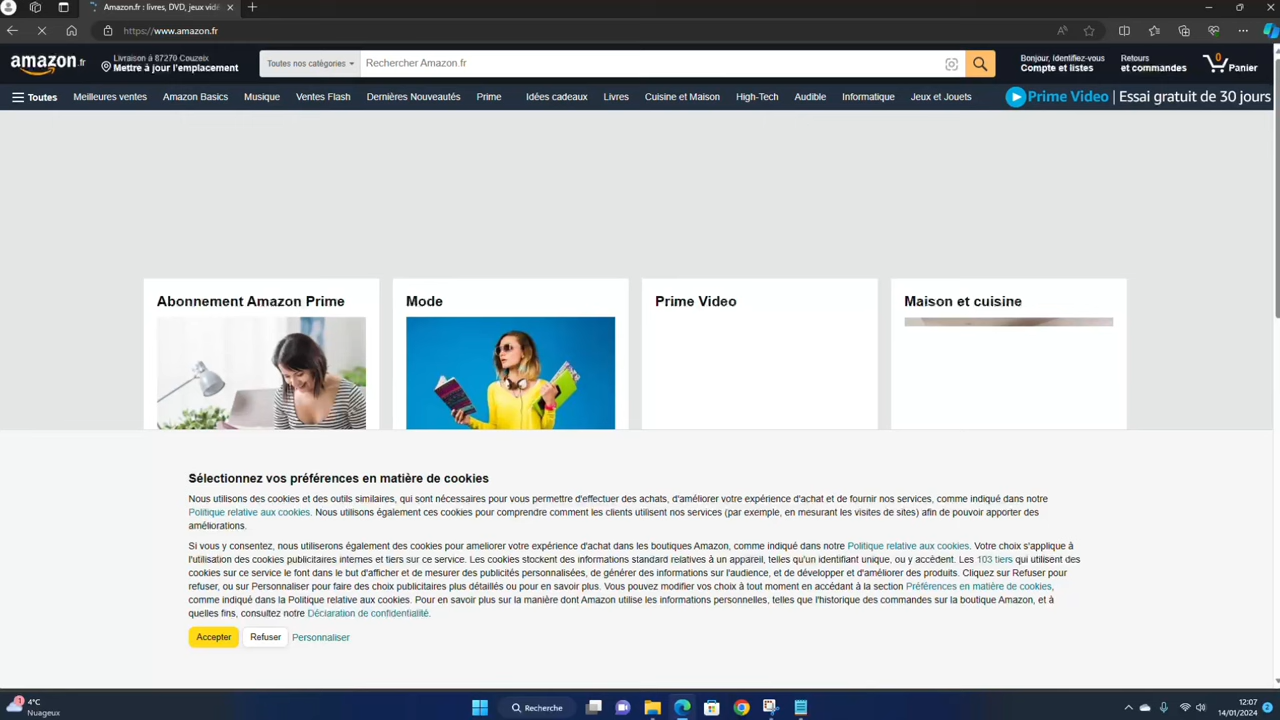 Amazon.fr : livres, DVD, jeux vidé
https://www.amazon.fr
amazon.fr
Livraison à 87270 Couzeix
Mettre à jour l'emplacement
Toutes nos catégories
Rechercher Amazon.fr
Bonjour, Identifiez-vous
Compte et listes
Retours
et commandes
0
Panier
Toutes
Meilleures ventes
Amazon Basics
Musique
Ventes Flash
Dernières Nouveautés
Prime
Idées cadeaux
Livres
Cuisine et Maison
High-Tech
Audible
Informatique
Jeux et Jouets
Prime Video | Essai gratuit de 30 jours
Abonnement Amazon Prime
Mode
Prime Video
Maison et cuisine
Sélectionnez vos préférences en matière de cookies
Nous utilisons des cookies et des outils similaires, qui sont nécessaires pour vous permettre d'effectuer des achats, d'améliorer votre expérience d'achat et de fournir nos services, comme indiqué dans notre
Politique relative aux cookies. Nous utilisons également ces cookies pour comprendre comment les clients utilisent nos services (par exemple, en mesurant les visites de sites) afin de pouvoir apporter des
améliorations.
Si vous y consentez, nous utiliserons également des cookies pour ameliorer votre expérience d'achat dans les boutiques Amazon, comme indiqué dans notre Politique relative aux cookies. Votre choix s'applique à
l'utilisation des cookies publicitaires internes et tiers sur ce service. Les cookies stockent des informations standard relatives à un appareil, telles qu'un identifiant unique, ou y accèdent. Les 103 tiers qui utilisent des
cookies sur ce service le font dans le but d'afficher et de mesurer des publicités personnalisées, de générer des informations sur l'audience, et de développer et d'améliorer des produits. Cliquez sur Refuser pour
refuser, ou sur Personnaliser pour faire des choix publicitaires plus détaillés ou pour en savoir plus. Vous pouvez modifier vos choix à tout moment en accédant à la section Préférences en matière de cookies,
comme indiqué dans la Politique relative aux cookies. Pour en savoir plus sur la manière dont Amazon utilise les informations personnelles, telles que l'historique des commandes sur la boutique Amazon, et à
quelles fins, consultez notre Déclaration de confidentialité.
Accepter
Refuser
Personnaliser
1
4°C
Nuageux
Recherche
12:07
14/01/2024
2